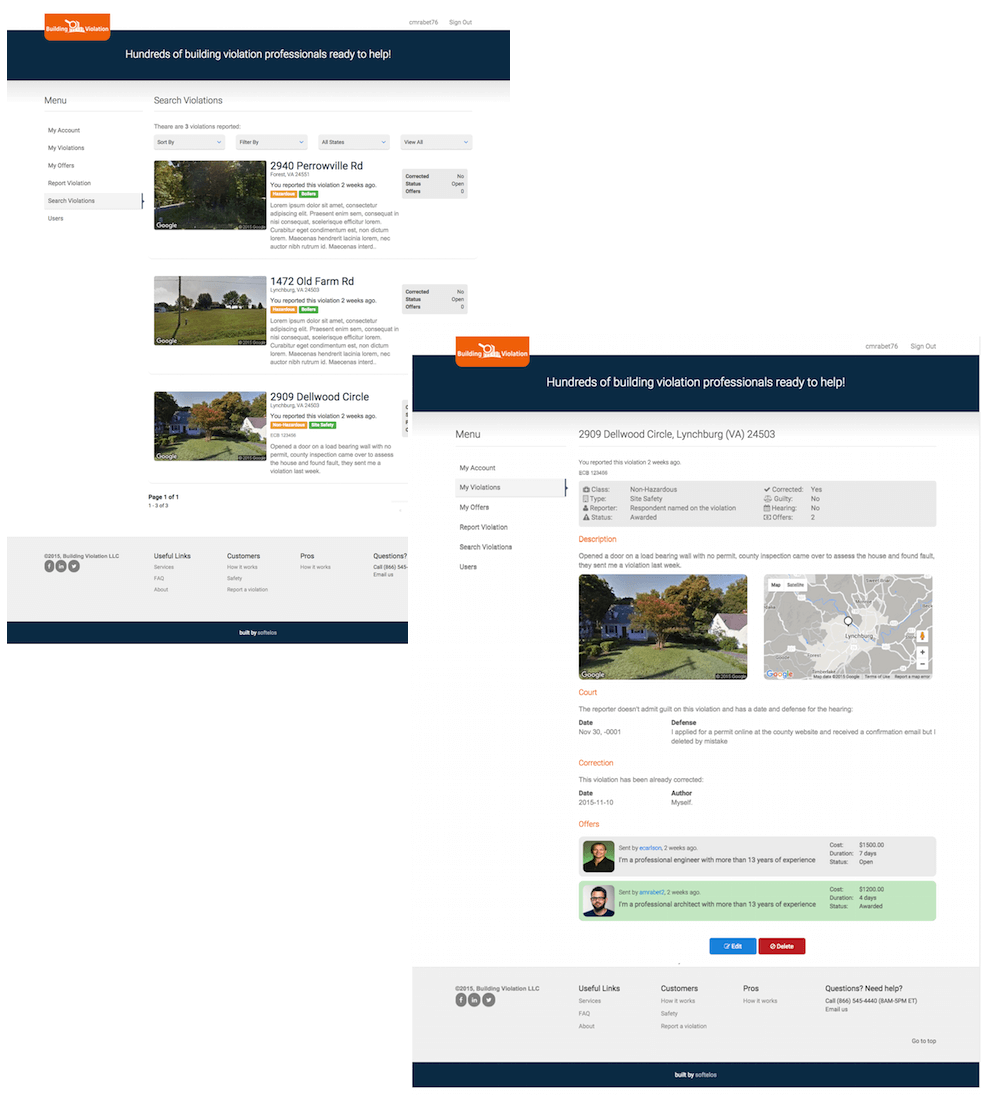 Building Violation
cmrabet76 Sign Out
Hundreds of building violation professionals ready to help!
Menu
My Account
My Violations
My Offers
Report Violation
Search Violations
Users
Search Violations
Theare are 3 violations reported:
Sort By Filter By All States View All
Google © 2015 Google
2940 Perrowville Rd
Forest, VA 24551
You reported this violation 2 weeks ago.
Hazardous Boilers
Lorem ipsum dolor sit amet, consectetur
adipiscing elit. Praesent enim sem, consequat in
nisi consequat, scelerisque efficitur lorem.
Curabitur eget condimentum est, non dictum
lorem. Maecenas hendrerit lacinia lorem, nec
auctor nibh rutrum id. Maecenas interd..
Corrected No
Status Open
Offers 0
Google © 2015 Google
1472 Old Farm Rd
Lynchburg, VA 24503
You reported this violation 2 weeks ago.
Hazardous Boilers
Lorem ipsum dolor sit amet, consectetur
adipiscing elit. Praesent enim sem, consequat in
nisi consequat, scelerisque efficitur lorem.
Curabitur eget condimentum est, non dictum
lorem. Maecenas hendrerit lacinia lorem, nec
auctor nibh rutrum id. Maecenas interd..
Corrected No
Status Open
Offers 0
Google © 2015 Google
2909 Dellwood Circle
Lynchburg, VA 24503
You reported this violation 2 weeks ago.
Non-Hazardous Site Safety
ECB 123456
Opened a door on a load bearing wall with no
permit, county inspection came over to assess
the house and found fault, they sent me a
violation last week.
Page 1 of 1
1 - 3 of 3
©2015, Building Violation LLC
Useful Links
Services
FAQ
About
Customers
How it works
Safety
Report a violation
Pros
How it works
Questions?
Call (866) 545-
Email us
built by softelos
Building Violation
cmrabet76 Sign Out
Hundreds of building violation professionals ready to help!
Menu
My Account
My Violations
My Offers
Report Violation
Search Violations
Users
2909 Dellwood Circle, Lynchburg (VA) 24503
You reported this violation 2 weeks ago.
ECB 123456
Class: Non-Hazardous Corrected: Yes
Type: Site Safety Guilty: No
Reporter: Respondent named on the violation Hearing: No
Status: Awarded Offers: 2
Description
Opened a door on a load bearing wall with no permit, county inspection came over to assess the house and found fault,
they sent me a violation last week.
Google © 2015 Google
Map Satellite
Lynchburg
Forest
Timberlake
Google Map data ©2015 Google Terms of Use Report a map error
Court
The reporter doesn't admit guilt on this violation and has a date and defense for the hearing:
Date Defense
Nov 30, -0001 I applied for a permit online at the county website and received a confirmation email but I
deleted by mistake
Correction
This violation has been already corrected:
Date Author
2015-11-10 Myself.
Offers
Sent by ecarlson, 2 weeks ago.
I'm a professional engineer with more than 13 years of experience
Cost: $1500.00
Duration: 7 days
Status: Open
Sent by amrabet2, 2 weeks ago.
I'm a professional architect with more than 13 years of experience
Cost: $1200.00
Duration: 4 days
Status: Awarded
Edit Delete
©2015, Building Violation LLC
Useful Links
Services
FAQ
About
Customers
How it works
Safety
Report a violation
Pros
How it works
Questions? Need help?
Call (866) 545-4440 (8AM-5PM ET)
Email us
Go to top
built by softelos